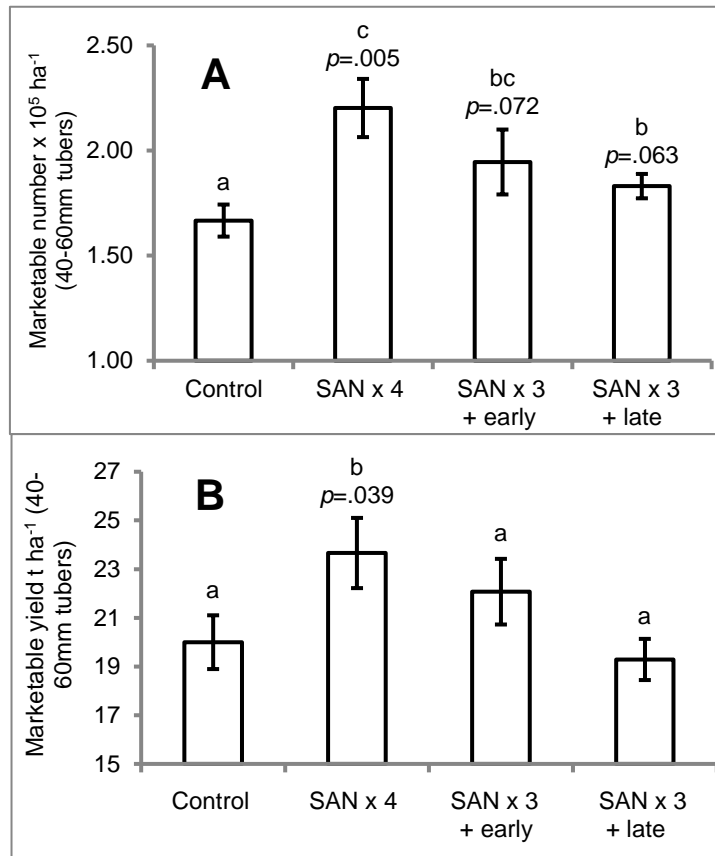 A
Marketable number x 10⁵ ha⁻¹
(40-60mm tubers)
2.50
2.00
1.50
1.00
a
c
p=.005
bc
p=.072
b
p=.063
Control
SAN x 4
SAN x 3
+ early
SAN x 3
+ late
B
Marketable yield t ha⁻¹ (40-
60mm tubers)
27
25
23
21
19
17
15
a
b
p=.039
a
a
Control
SAN x 4
SAN x 3
+ early
SAN x 3
+ late